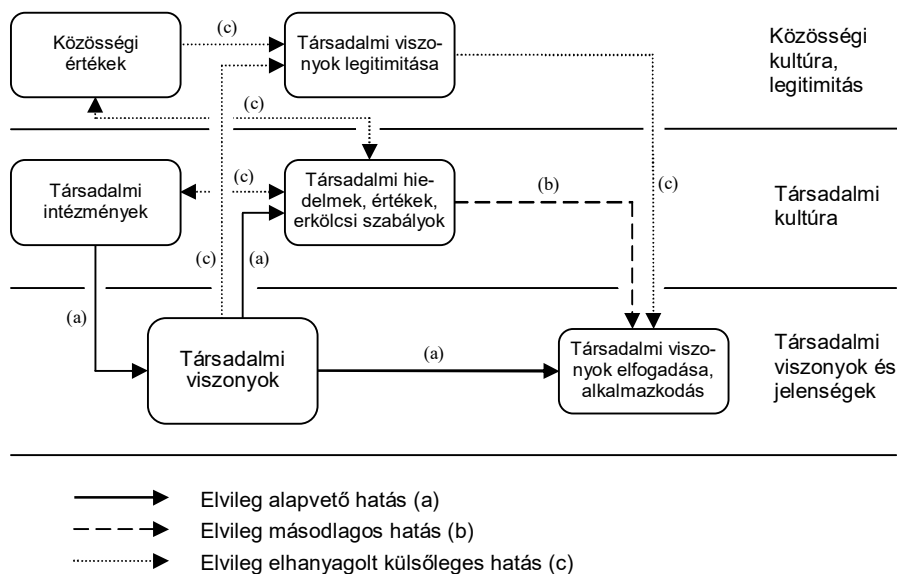 Közösségi
értékek
(c)
Társadalmi viszo-
nyok legitimitása
Közösségi
kultúra,
legitimitás
(c)
Társadalmi
intézmények
(c)
Társadalmi hie-
delmek, értékek,
erkölcsi szabályok
(b)
(c)
Társadalmi
kultúra
(c)
(a)
(a)
Társadalmi
viszonyok
(a)
Társadalmi viszo-
nyok elfogadása,
alkalmazkodás
Társadalmi
viszonyok és
jelenségek
Elvileg alapvető hatás (a)
Elvileg másodlagos hatás (b)
Elvileg elhanyagolt külsőleges hatás (c)